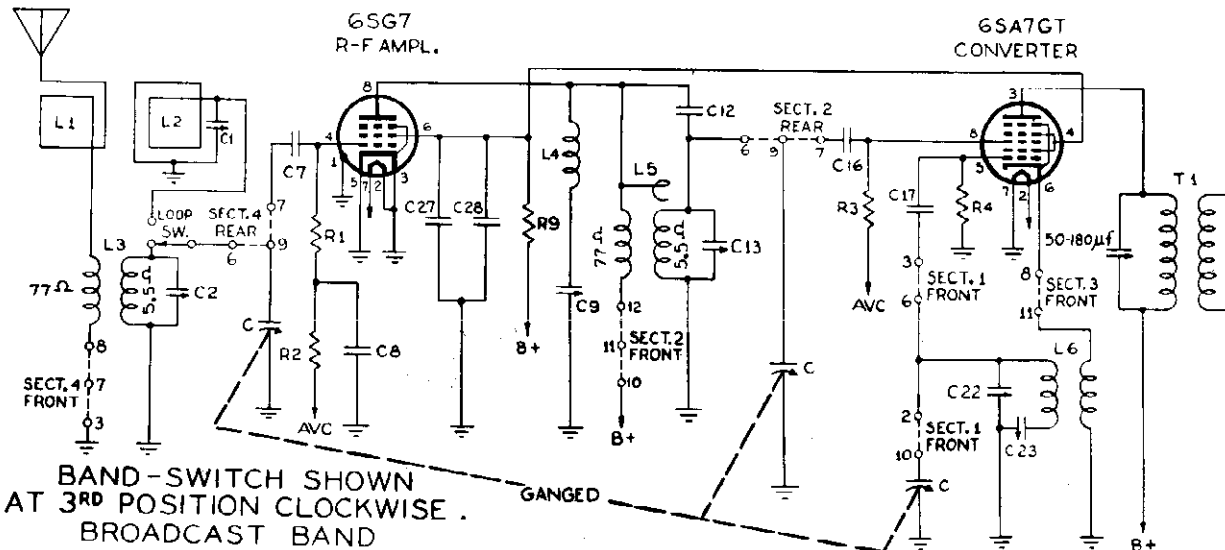 6SG7
R-F AMPL.
6SA7GT
CONVERTER
8
3
L1
L2
C1
C7
4
6
1
5
7
2
3
L4
C12
SECT. 2
REAR
6
9
7
C16
8
4
5
7
2
6
T1
L5
C17
R4
R3
50-180μf
LOOP
SW.
SECT. 4
REAR
6
7
9
L3
77Ω
5.5Ω
C2
R1
C27
C28
R9
77Ω
5.5Ω
C13
3
SECT. 1
FRONT
6
8
SECT. 3
FRONT
11
AVC
C
C9
12
11
SECT. 2
FRONT
10
8
SECT. 4
FRONT
7
3
R2
C8
B+
C
L6
C22
C23
2
SECT. 1
FRONT
10
AVC
B+
C
B+
BAND-SWITCH SHOWN
AT 3RD POSITION CLOCKWISE.
BROADCAST BAND
GANGED